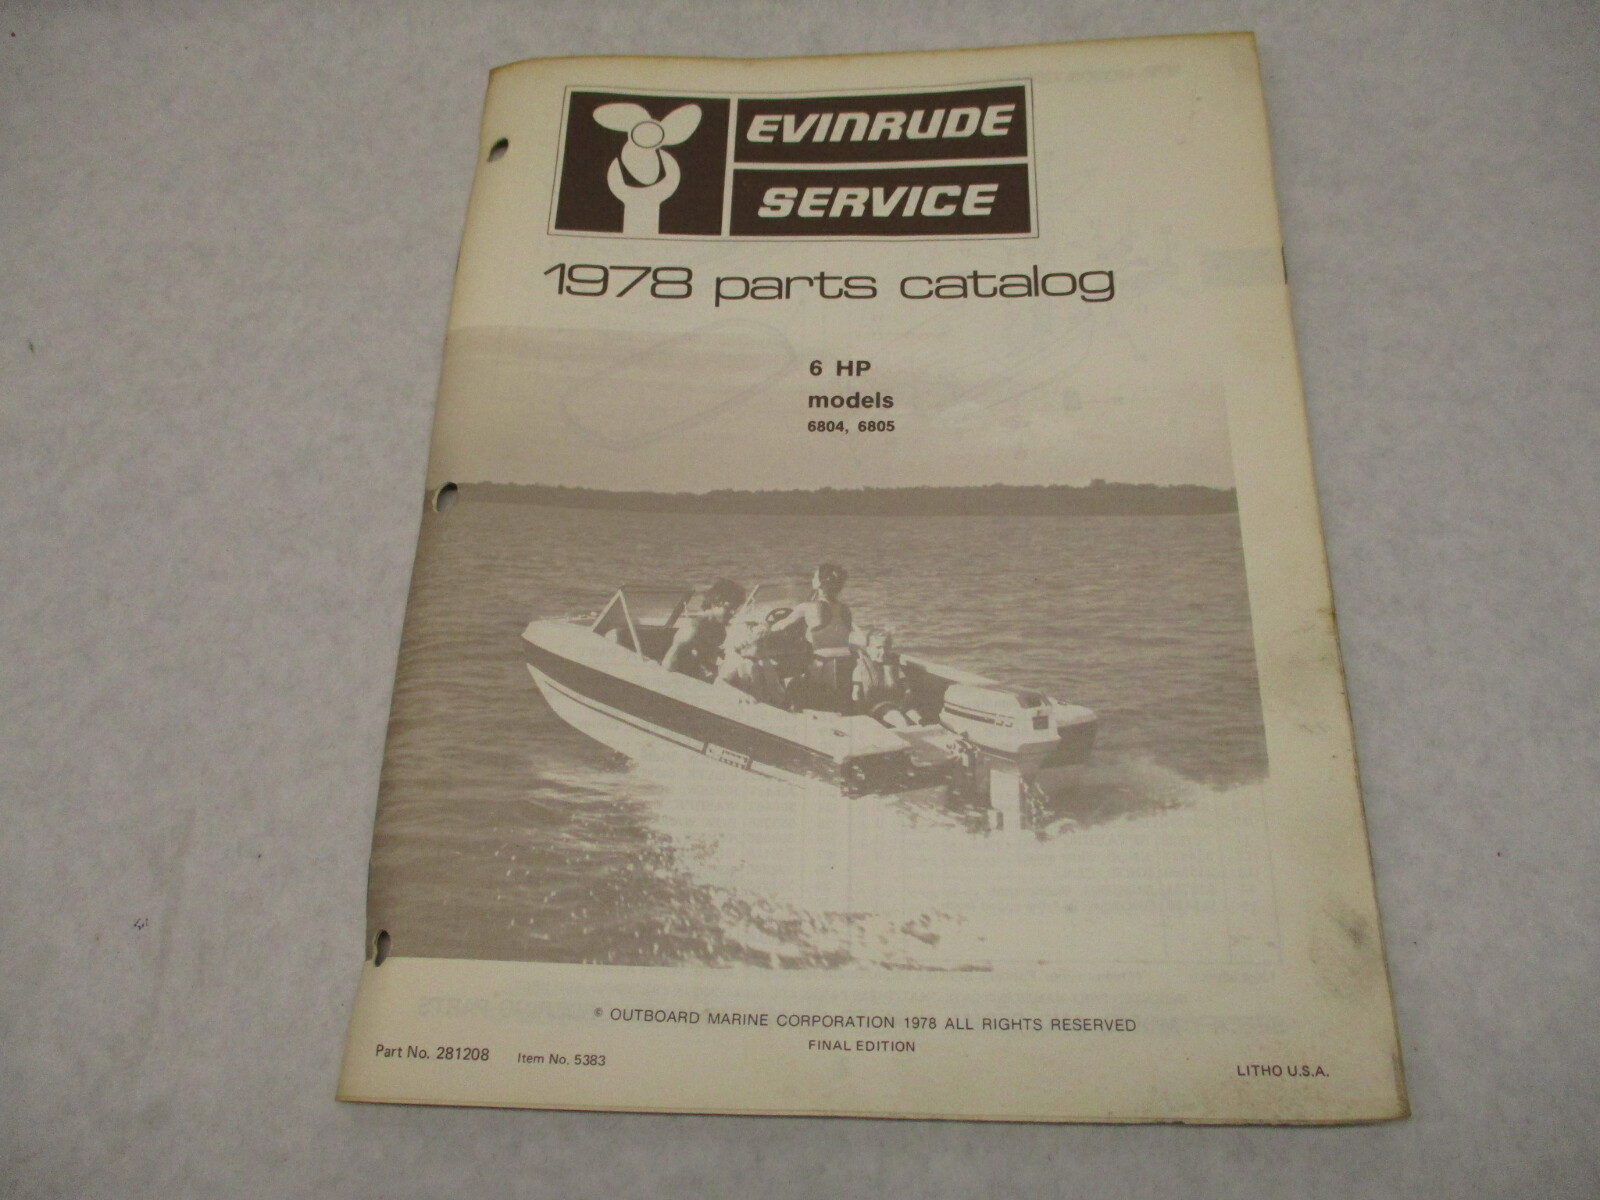 EVINRUDE
SERVICE
1978 parts catalog
6 HP
models
6804, 6805
© OUTBOARD MARINE CORPORATION 1978 ALL RIGHTS RESERVED
FINAL EDITION
Part No. 281208 Item No. 5383
LITHO U.S.A.